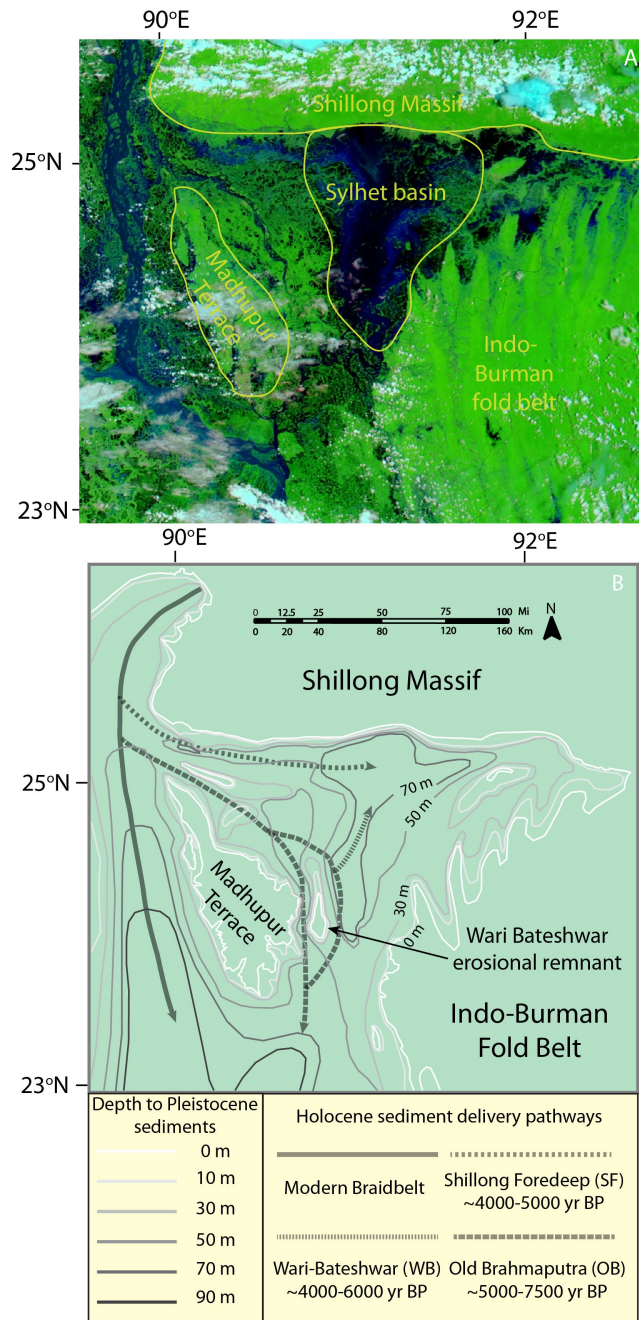 90°E 92°E
A
Shillong Massif
25°N
Sylhet basin
Madhupur
Terrace
Indo-
Burman
fold belt
23°N
90°E 92°E
B
0 12.5 25 50 75 100 Mi
0 20 40 80 120 160 Km
N
Shillong Massif
25°N
70 m
50 m
Madhupur
Terrace
30 m
0 m
Wari Bateshwar
erosional remnant
Indo-Burman
Fold Belt
23°N
Depth to Pleistocene
sediments
0 m
10 m
30 m
50 m
70 m
90 m
Holocene sediment delivery pathways
Modern Braidbelt
Shillong Foredeep (SF)
~4000-5000 yr BP
Wari-Bateshwar (WB)
~4000-6000 yr BP
Old Brahmaputra (OB)
~5000-7500 yr BP